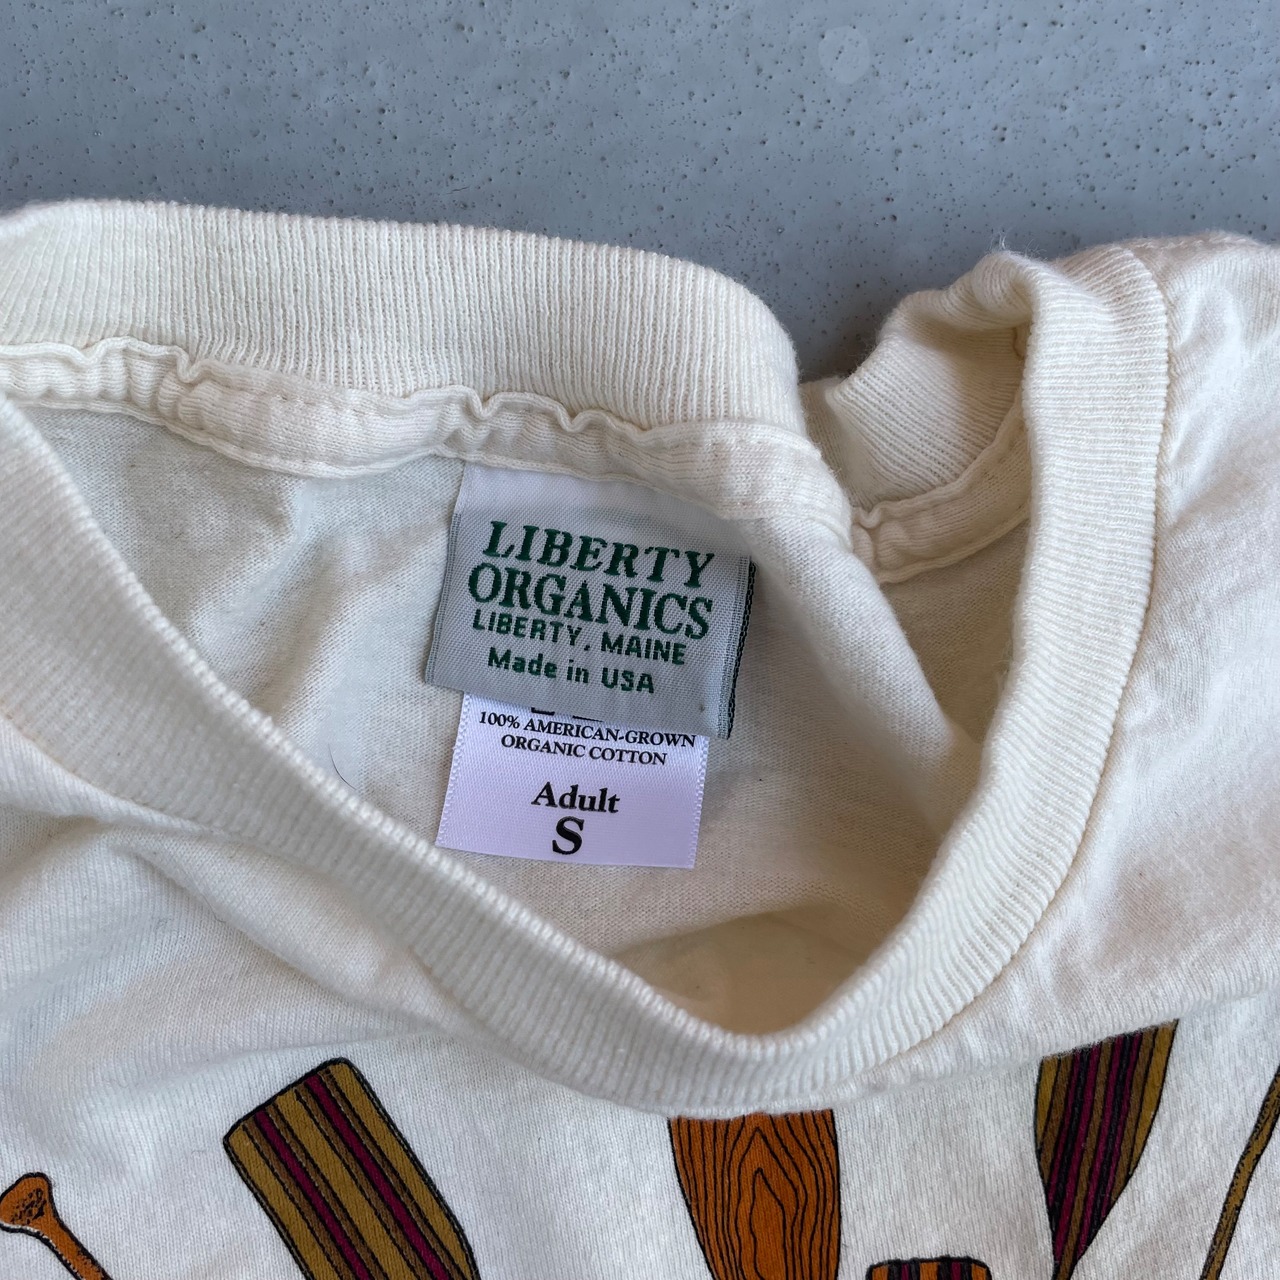 LIBERTY
ORGANICS
LIBERTY, MAINE
Made in USA
100% AMERICAN-GROWN
ORGANIC COTTON
Adult
S